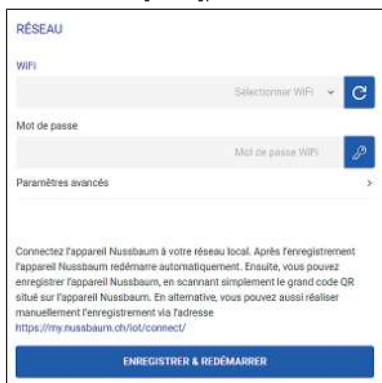 RÉSEAU
WiFi
Sélectionner WiFi
Mot de passe
Mot de passe WiFi
Paramètres avancés
Connectez l'appareil Nussbaum à votre réseau local. Après l'enregistrement
l'appareil Nussbaum redémarre automatiquement. Ensuite, vous pouvez
enregistrer l'appareil Nussbaum, en scannant simplement le grand code QR
situé sur l'appareil Nussbaum. En alternative, vous pouvez aussi réaliser
manuellement l'enregistrement via l'adresse
https://my.nussbaum.ch/iot/connect/
ENREGISTRER & REDÉMARRER